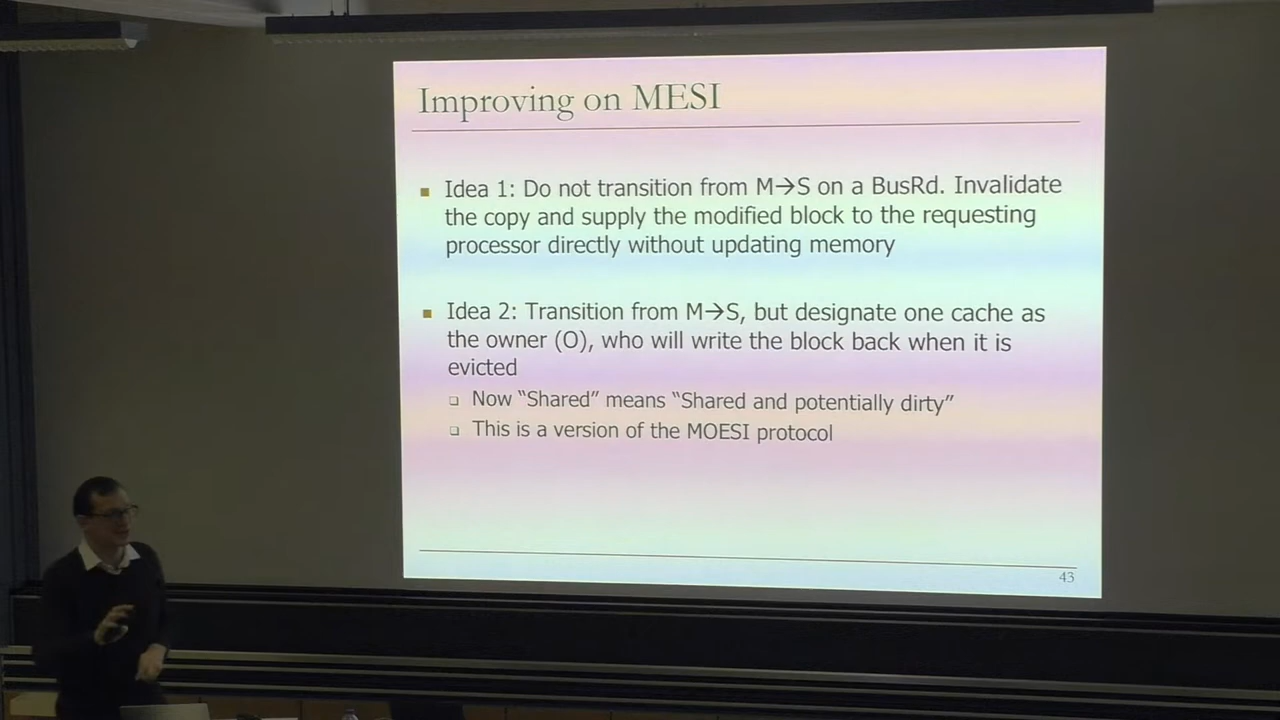 Improving on MESI
Idea 1: Do not transition from M→S on a BusRd. Invalidate
the copy and supply the modified block to the requesting
processor directly without updating memory
Idea 2: Transition from M→S, but designate one cache as
the owner (O), who will write the block back when it is
evicted
Now “Shared” means “Shared and potentially dirty”
This is a version of the MOESI protocol
43